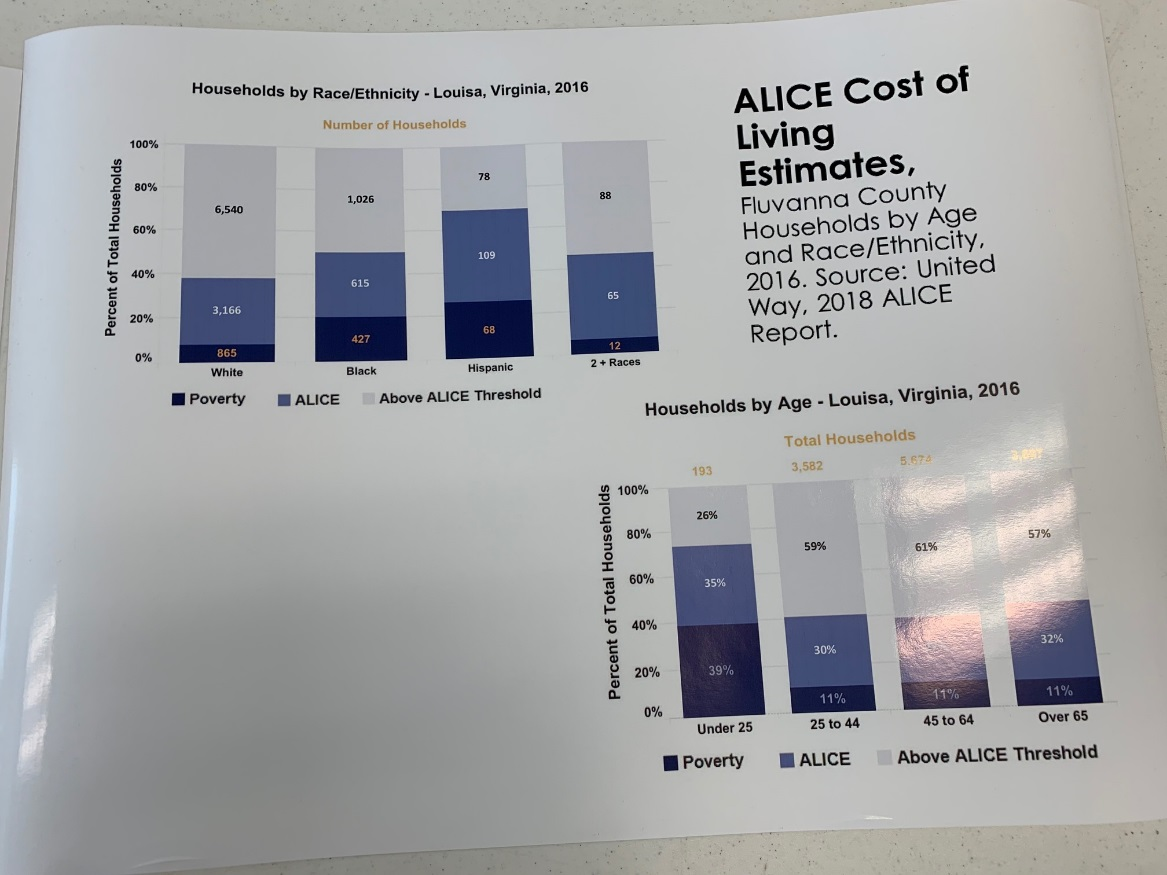 Households by Race/Ethnicity - Louisa, Virginia, 2016
Number of Households
Percent of Total Households
100%
80%
60%
40%
20%
0%
6,540
3,166
865
1,026
615
427
78
109
68
88
65
12
White
Black
Hispanic
2 + Races
Poverty
ALICE
Above ALICE Threshold
ALICE Cost of
Living
Estimates,
Fluvanna County
Households by Age
and Race/Ethnicity,
2016. Source: United
Way, 2018 ALICE
Report.
Households by Age - Louisa, Virginia, 2016
Total Households
193
3,582
5,674
Percent of Total Households
100%
80%
60%
40%
20%
0%
26%
35%
39%
59%
30%
11%
61%
11%
57%
32%
11%
Under 25
25 to 44
45 to 64
Over 65
Poverty
ALICE
Above ALICE Threshold